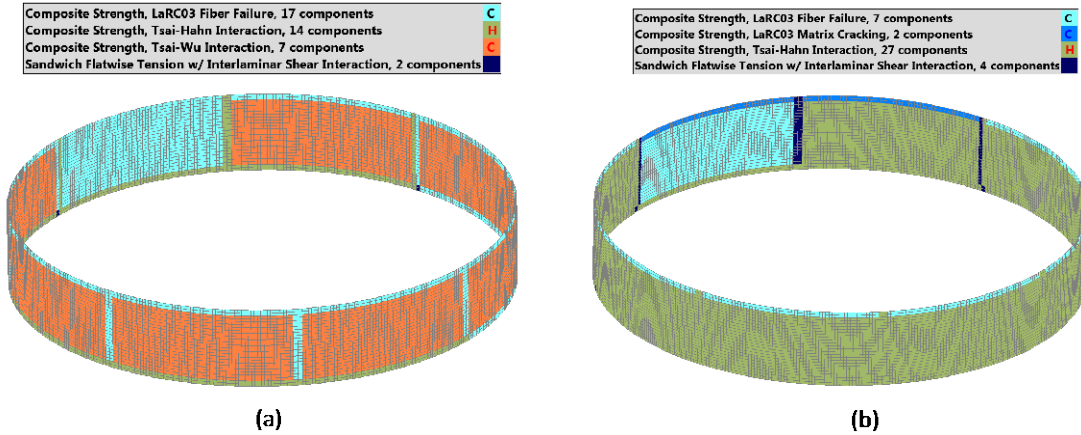 Composite Strength, LaRC03 Fiber Failure, 17 components C
Composite Strength, Tsai-Hahn Interaction, 14 components H
Composite Strength, Tsai-Wu Interaction, 7 components C
Sandwich Flatwise Tension w/ Interlaminar Shear Interaction, 2 components
Composite Strength, LaRC03 Fiber Failure, 7 components C
Composite Strength, LaRC03 Matrix Cracking, 2 components C
Composite Strength, Tsai-Hahn Interaction, 27 components H
Sandwich Flatwise Tension w/ Interlaminar Shear Interaction, 4 components
(a)
(b)